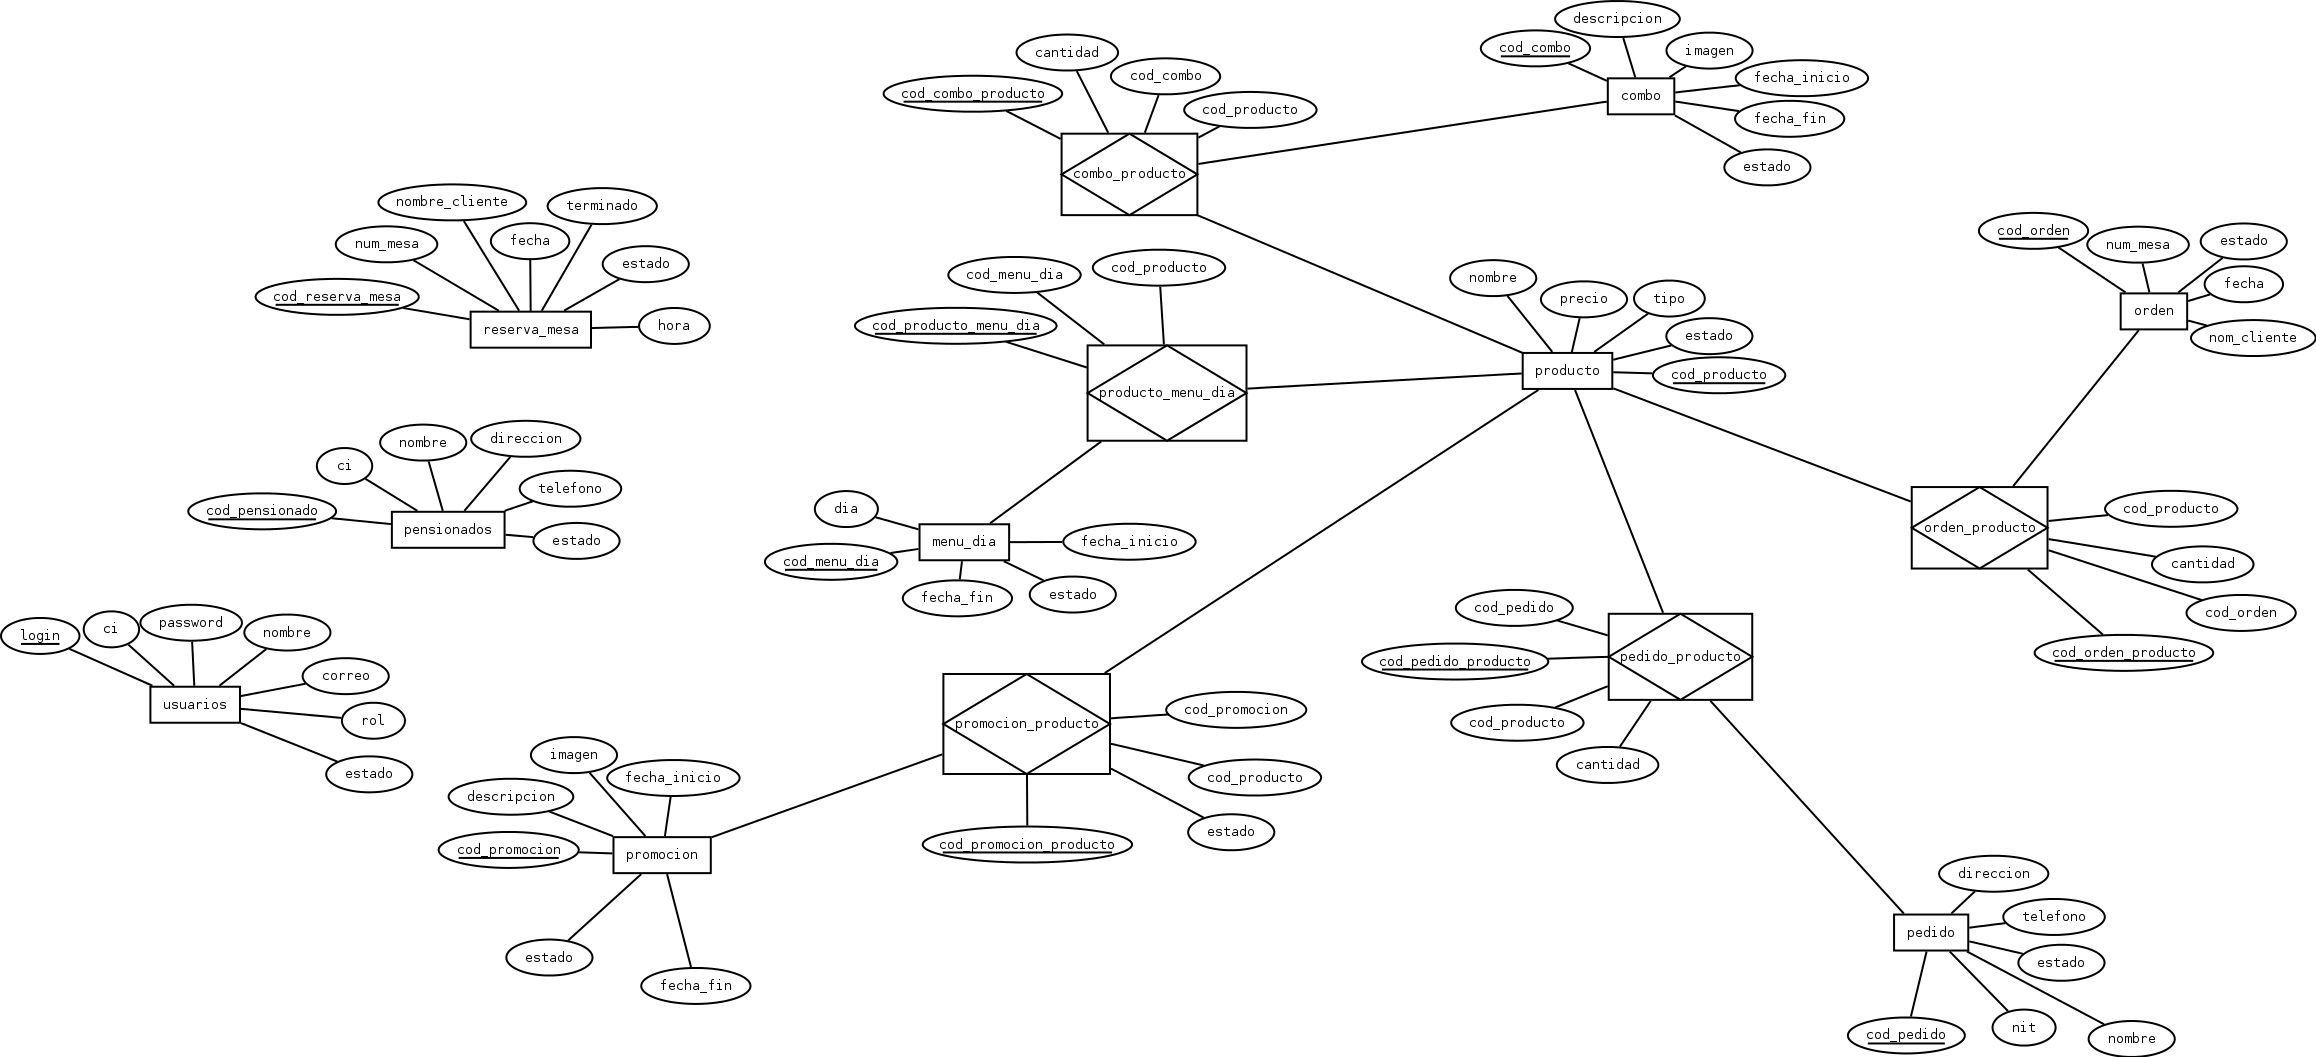 descripcion
cod_combo
imagen
fecha_inicio
combo
fecha_fin
estado
cantidad
cod_combo
cod_combo_producto
cod_producto
combo_producto
nombre_cliente
terminado
num_mesa
fecha
estado
cod_reserva_mesa
hora
reserva_mesa
cod_menu_dia
cod_producto
cod_producto_menu_dia
producto_menu_dia
nombre
precio
tipo
estado
producto
cod_producto
cod_orden
num_mesa
estado
fecha
orden
nom_cliente
ci
nombre
direccion
telefono
cod_pensionado
pensionados
estado
dia
menu_dia
fecha_inicio
cod_menu_dia
fecha_fin
estado
orden_producto
cod_producto
cantidad
cod_orden
cod_orden_producto
login
ci
password
nombre
correo
usuarios
rol
estado
cod_pedido
cod_pedido_producto
pedido_producto
cod_producto
cantidad
promocion_producto
cod_promocion
cod_producto
estado
cod_promocion_producto
imagen
fecha_inicio
descripcion
cod_promocion
promocion
estado
fecha_fin
direccion
telefono
pedido
estado
cod_pedido
nit
nombre